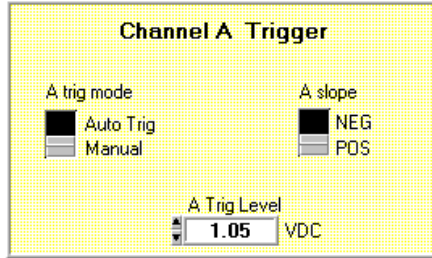 Channel A Trigger
A trig mode
Auto Trig
Manual
A slope
NEG
POS
A Trig Level
1.05 VDC